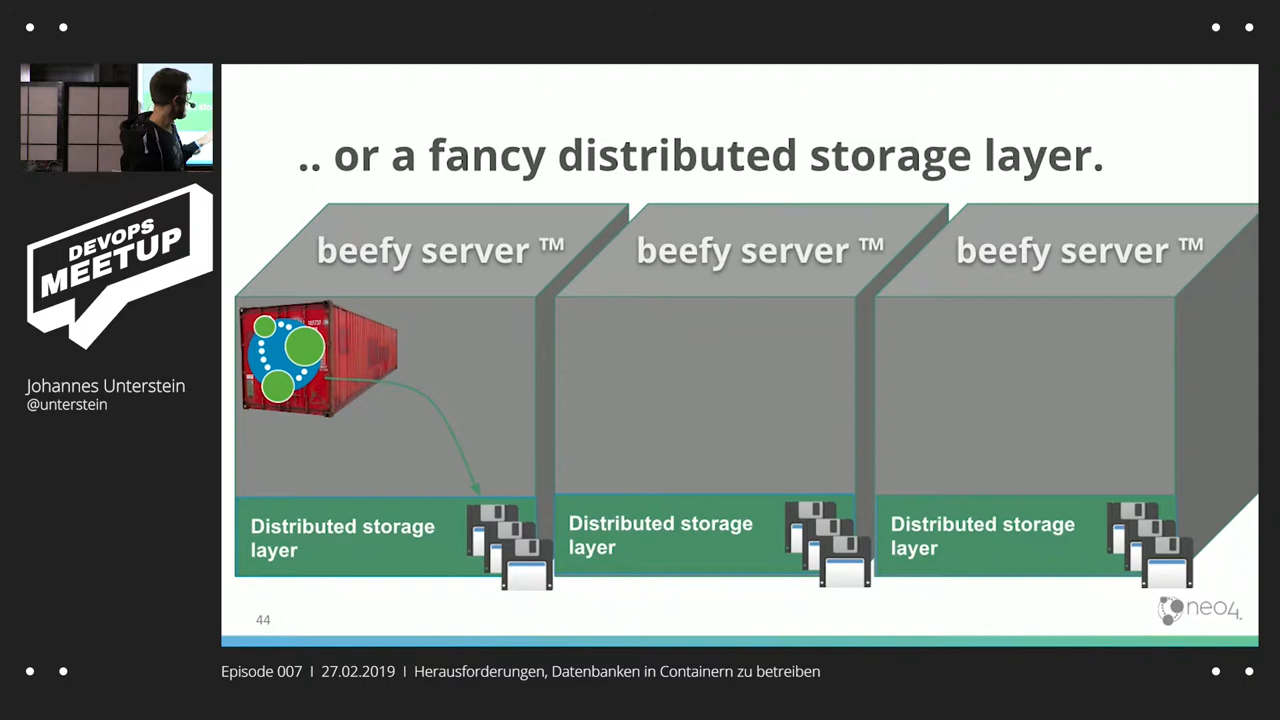 .. or a fancy distributed storage layer.
beefy server ™
beefy server ™
beefy server ™
Distributed storage
layer
Distributed storage
layer
Distributed storage
layer
44
neo4j
DEVOPS
MEETUP
Johannes Unterstein
@unterstein
Episode 007 I 27.02.2019 I Herausforderungen, Datenbanken in Containern zu betreiben